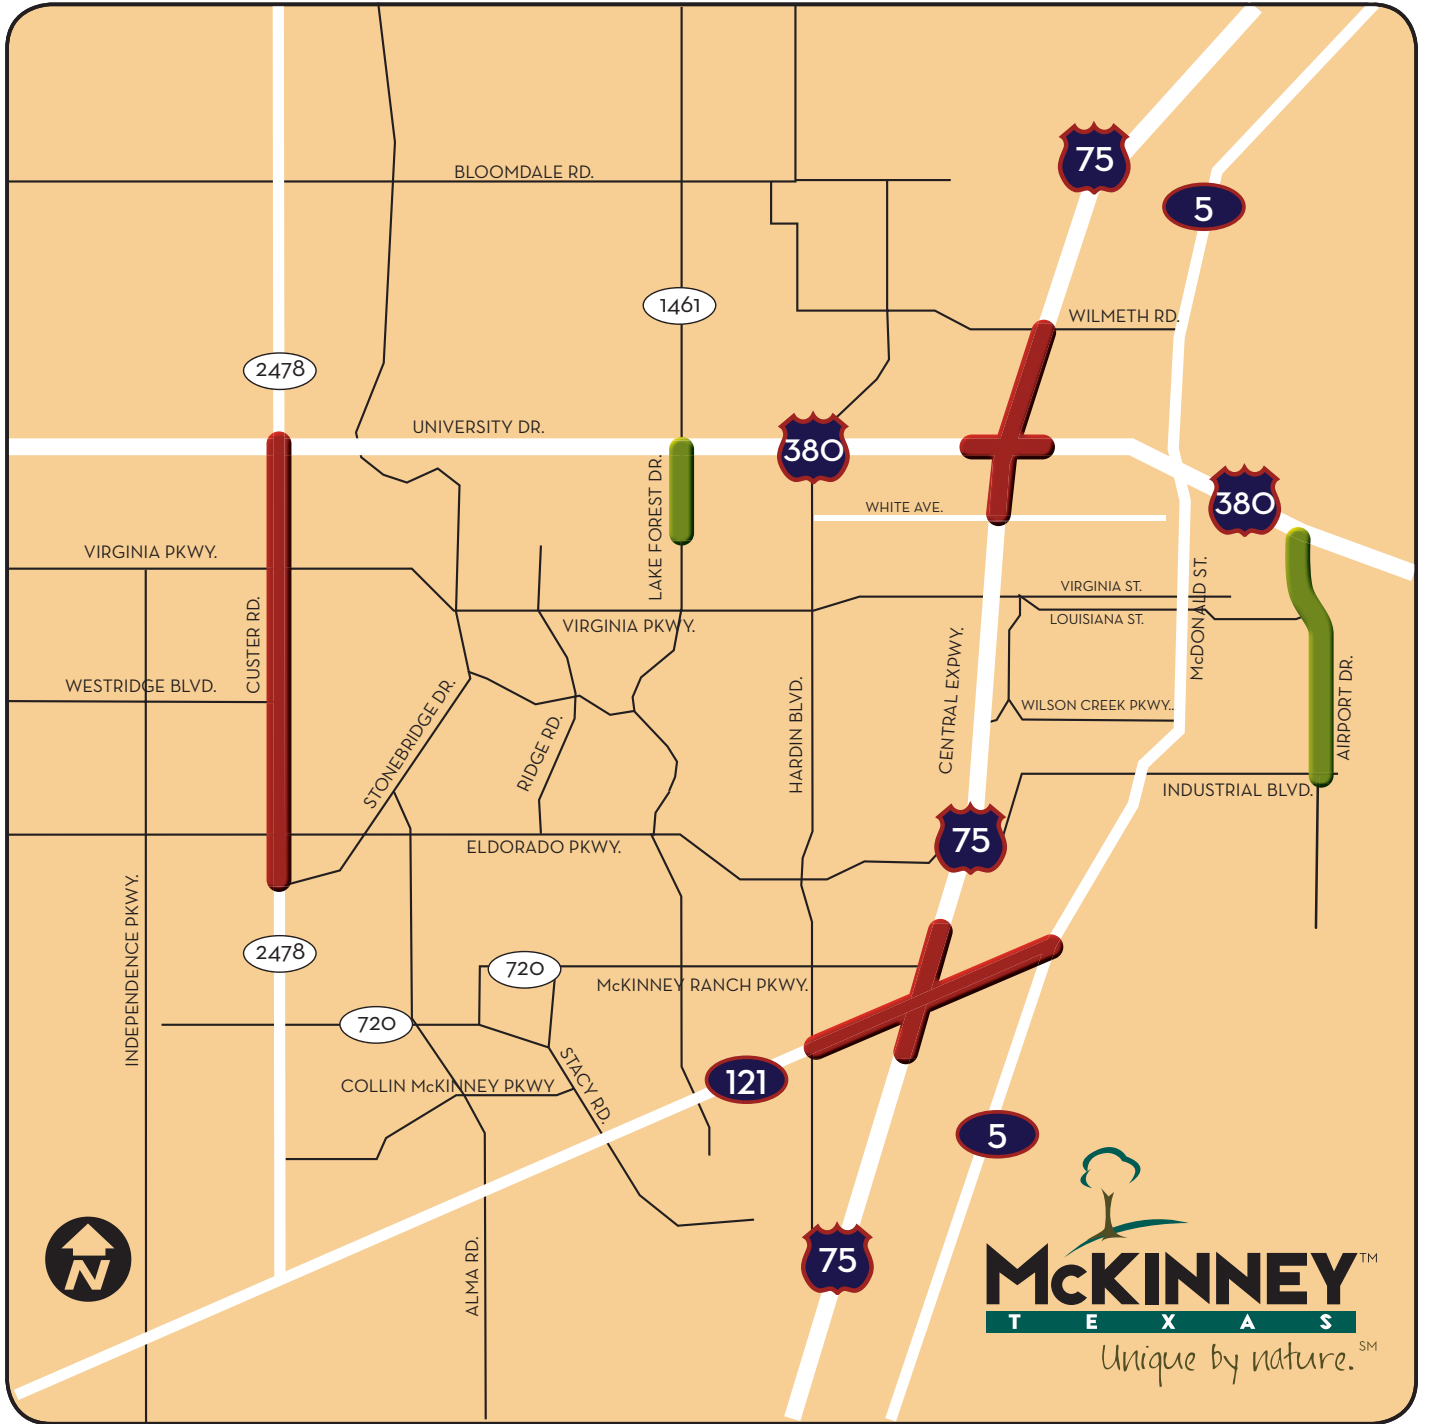 75
5
BLOOMDALE RD.
1461
WILMETH RD.
2478
UNIVERSITY DR.
380
LAKE FOREST DR.
380
WHITE AVE.
VIRGINIA PKWY.
McDONALD ST.
VIRGINIA ST.
LOUISIANA ST.
VIRGINIA PKWY.
CUSTER RD.
WESTRIDGE BLVD.
STONEBRIDGE DR.
RIDGE RD.
HARDIN BLVD.
CENTRAL EXPWY.
WILSON CREEK PKWY.
AIRPORT DR.
INDUSTRIAL BLVD.
75
ELDORADO PKWY.
INDEPENDENCE PKWY.
2478
720
McKINNEY RANCH PKWY.
720
STACY RD.
COLLIN McKINNEY PKWY
121
5
ALMA RD.
75
N
McKINNEY™
TEXAS
Unique by nature.℠